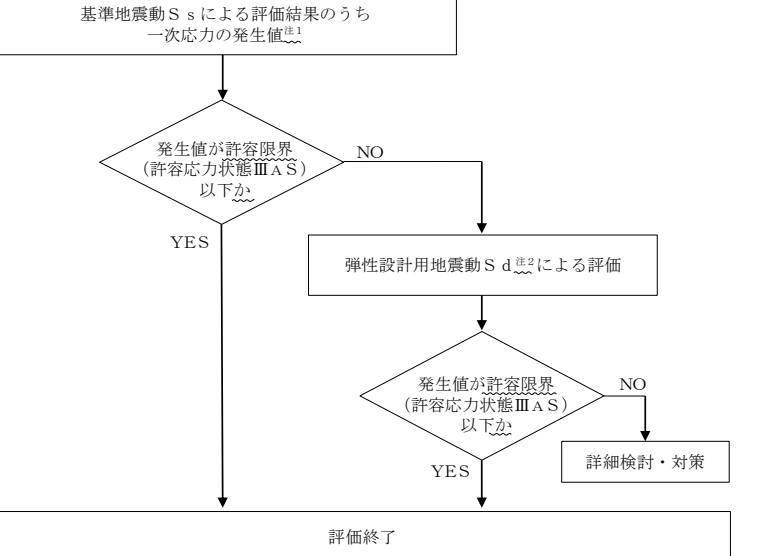 基準地震動Ｓｓによる評価結果のうち
一次応力の発生値注1
発生値が許容限界
（許容応力状態ⅢAＳ）
以下か
NO
YES
弾性設計用地震動Ｓｄ注2による評価
発生値が許容限界
（許容応力状態ⅢAＳ）
以下か
NO
YES
詳細検討・対策
評価終了